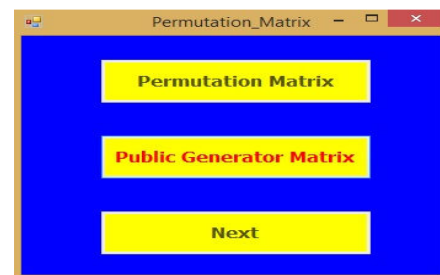 Permutation_Matrix
Permutation Matrix
Public Generator Matrix
Next